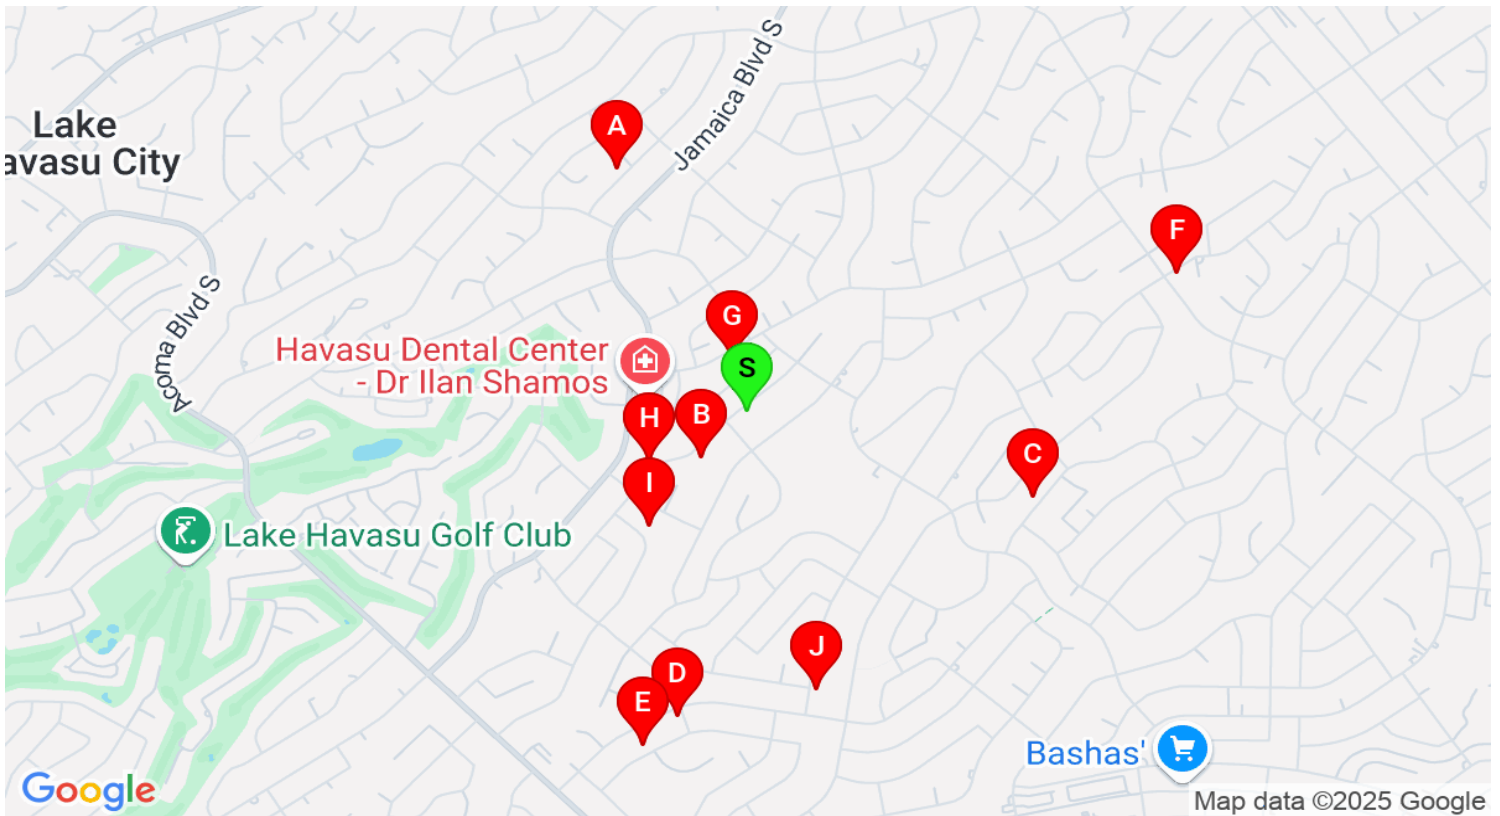 Jamaica Blvd S
A
Lake
avasu City
F
Acoma Blvd S
G
Havasu Dental Center
- Dr Ilan Shamos
S
H
B
C
I
Lake Havasu Golf Club
J
D
E
Bashas'
Google
Map data ©2025 Google